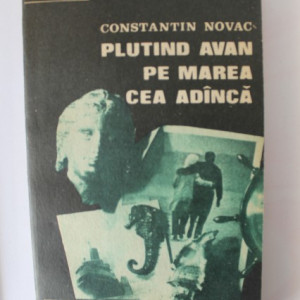 CONSTANTIN NOVAC
PLUTIND AVAN
PE MAREA
CEA ADÎNCĂ